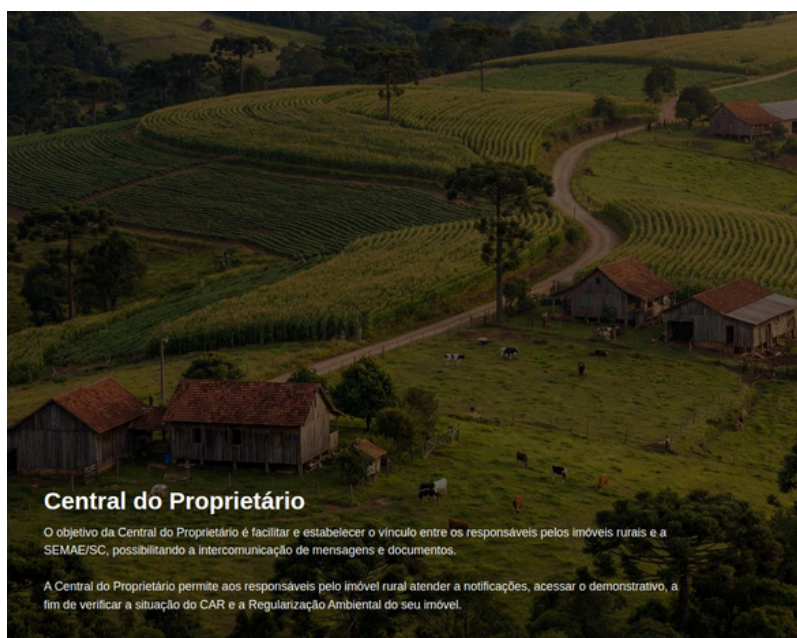 Central do Proprietário
O objetivo da Central do Proprietário é facilitar e estabelecer o vínculo entre os responsáveis pelos imóveis rurais e a
SEMAE/SC, possibilitando a intercomunicação de mensagens e documentos.
A Central do Proprietário permite aos responsáveis pelo imóvel rural atender a notificações, acessar o demonstrativo, a
fim de verificar a situação do CAR e a Regularização Ambiental do seu imóvel.